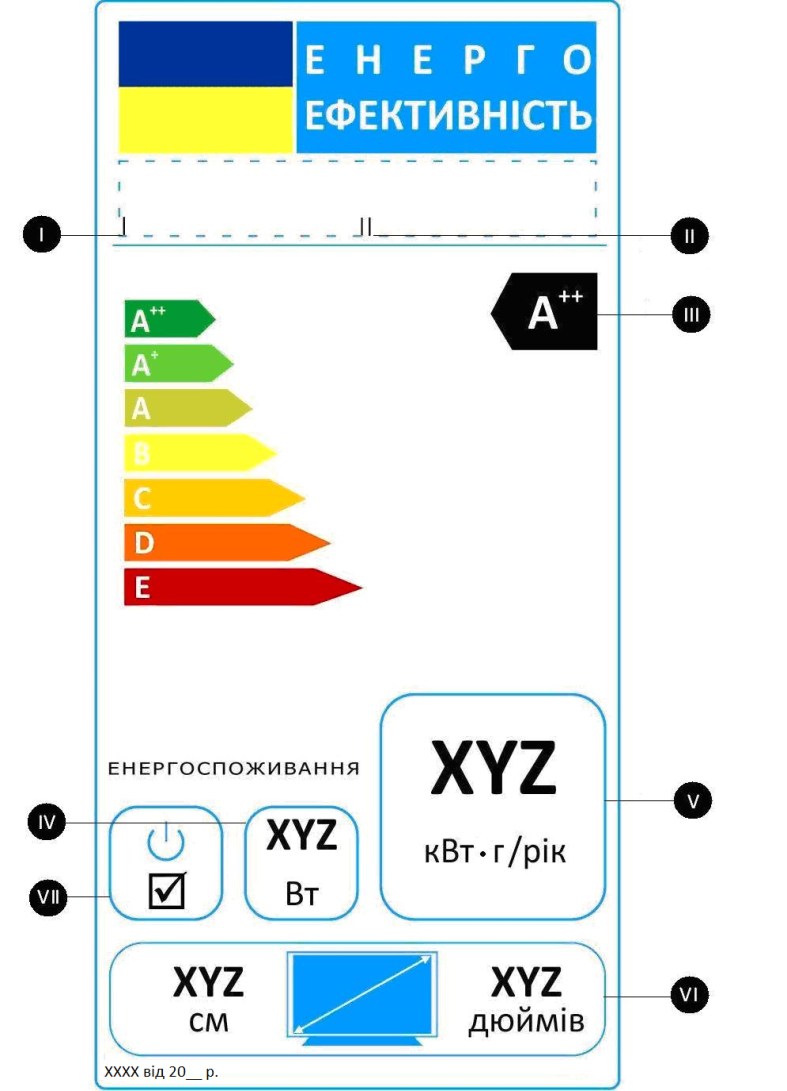 ЕНЕРГО
ЕФЕКТИВНІСТЬ
I II
I II
A++ III
A++
A+
A
B
C
D
E
XYZ
ЕНЕРГОСПОЖИВАННЯ
V
IV XYZ
кВт·г/рік
VII Вт
XYZ XYZ VI
см дюймів
XXXX від 20__ р.